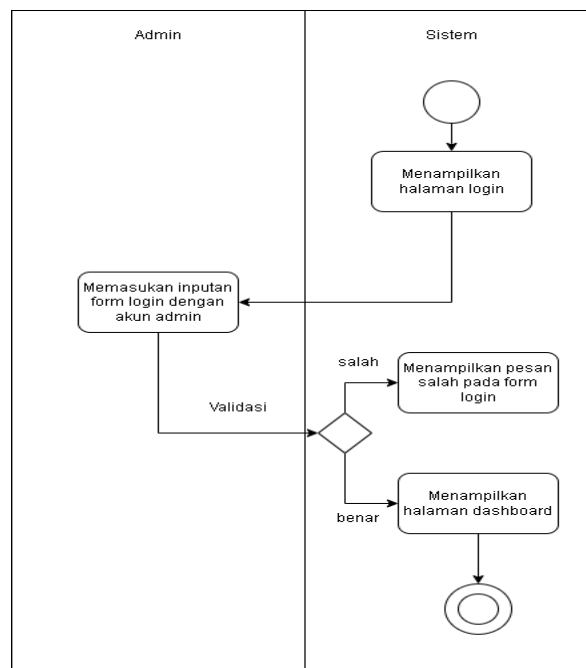 Admin
Sistem
Menampilkan
halaman login
Memasukan inputan
form login dengan
akun admin
salah
Menampilkan pesan
salah pada form
login
Validasi
benar
Menampilkan
halaman dashboard